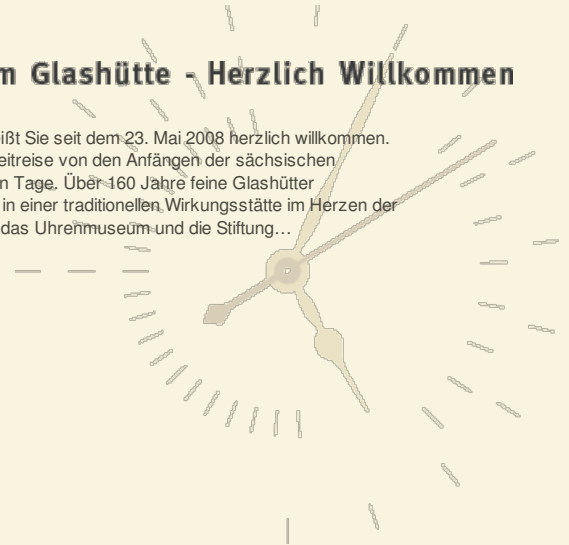 m Glashütte - Herzlich Willkommen
eißt Sie seit dem 23. Mai 2008 herzlich willkommen.
eitreise von den Anfängen der sächsischen
n Tage. Über 160 Jahre feine Glashütter
in einer traditionellen Wirkungsstätte im Herzen der
das Uhrenmuseum und die Stiftung…